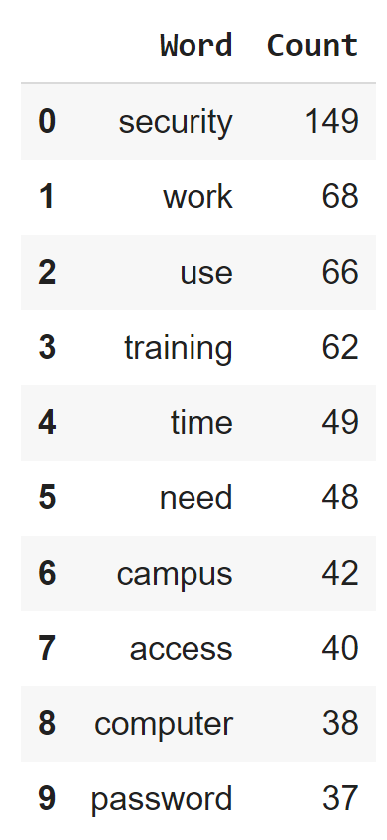 Word Count
0 security 149
1 work 68
2 use 66
3 training 62
4 time 49
5 need 48
6 campus 42
7 access 40
8 computer 38
9 password 37